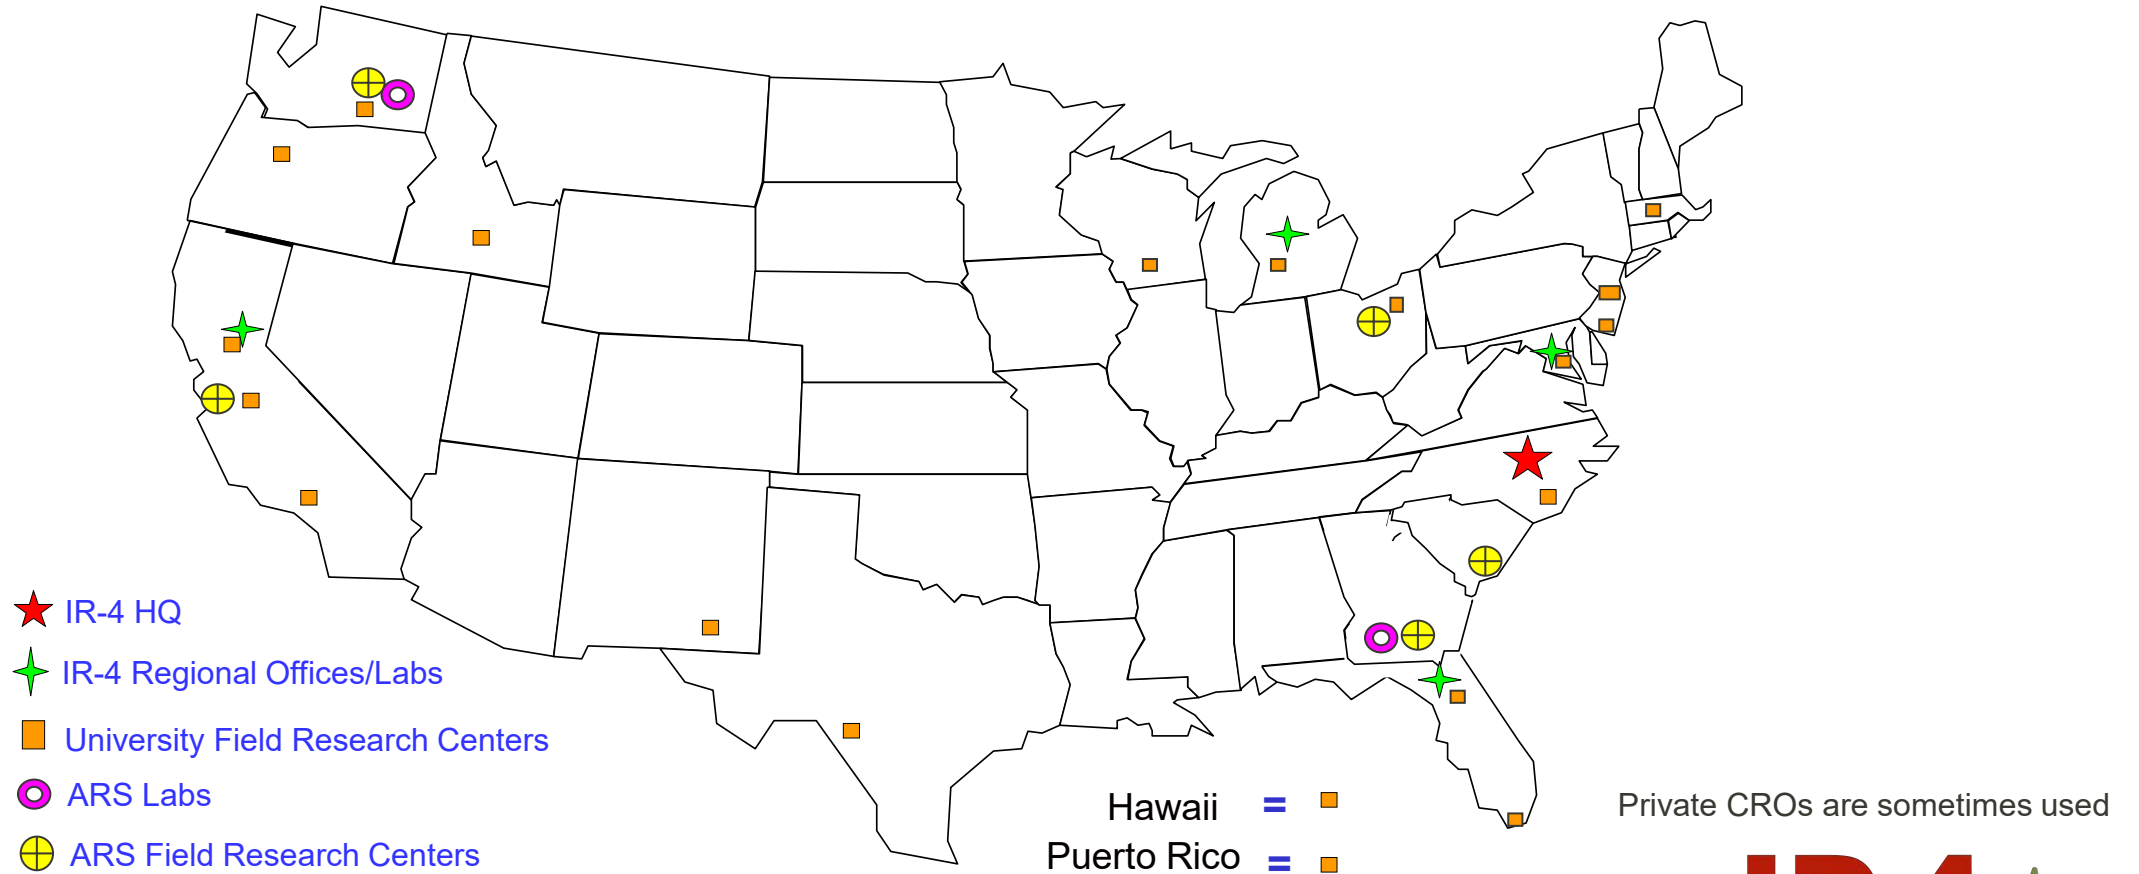 IR-4 HQ
IR-4 Regional Offices/Labs
University Field Research Centers
ARS Labs
ARS Field Research Centers
Hawaii =
Puerto Rico =
Private CROs are sometimes used